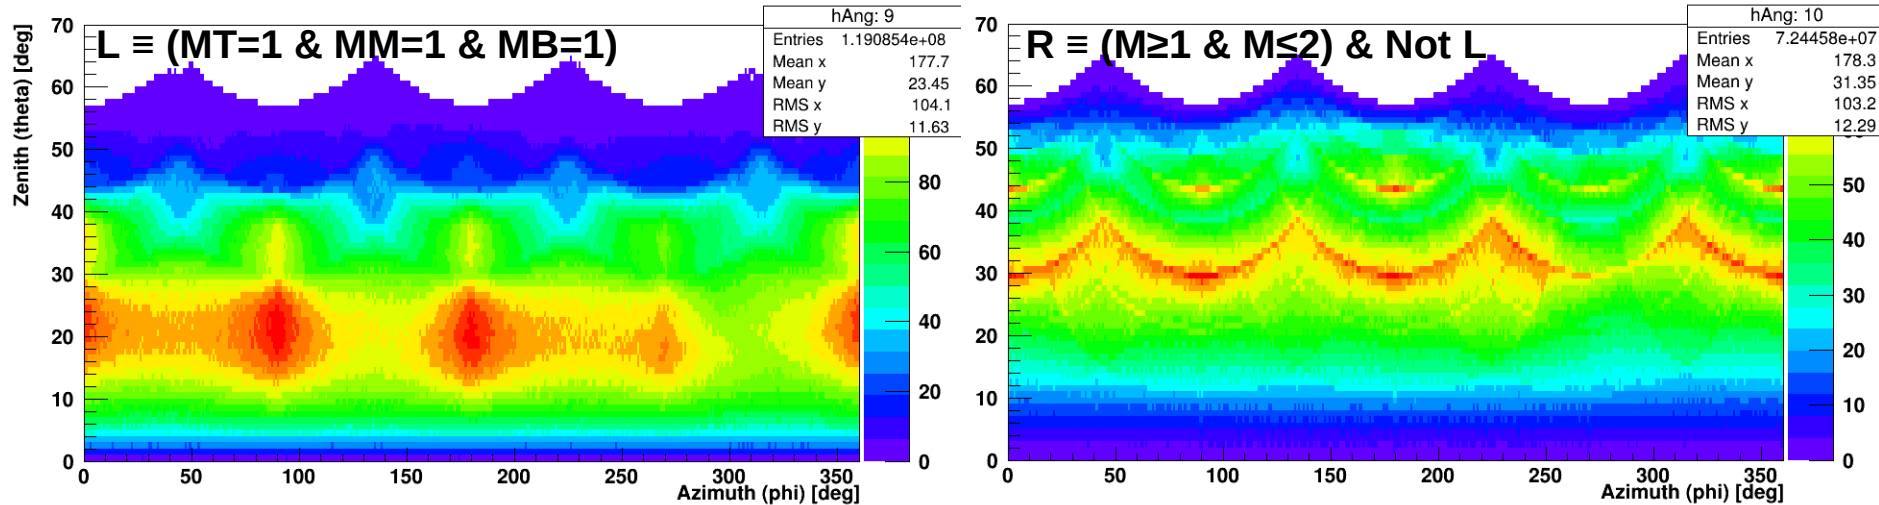 hAng: 9
Entries 1.190854e+08
Mean x 177.7
Mean y 23.45
RMS x 104.1
RMS y 11.63
L ≡ (MT=1 & MM=1 & MB=1)
Zenith (theta) [deg]
70
60
50
40
30
20
10
0
0 50 100 150 200 250 300 350
Azimuth (phi) [deg]
80
60
40
20
0
hAng: 10
Entries 7.24458e+07
Mean x 178.3
Mean y 31.35
RMS x 103.2
RMS y 12.29
R ≡ (M≥1 & M≤2) & Not L
70
60
50
40
30
20
10
0
0 50 100 150 200 250 300 350
Azimuth (phi) [deg]
50
40
30
20
10
0